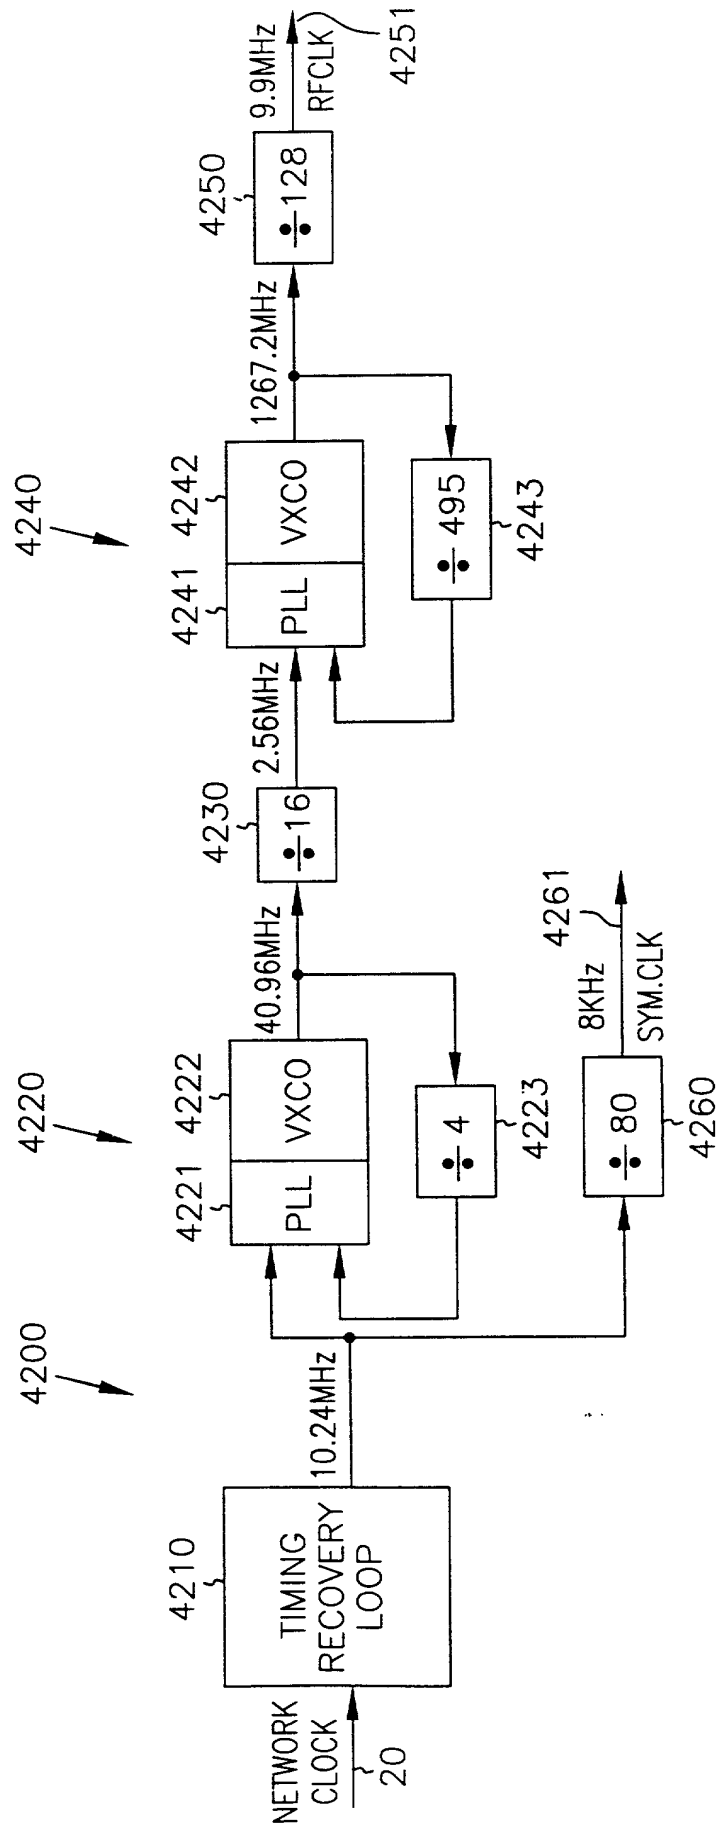 4200
4220
4240
NETWORK
CLOCK
20
4210
TIMING
RECOVERY
LOOP
10.24MHz
4221
4222
PLL
VXCO
÷ 4
4223
40.96MHz
4230
÷16
2.56MHz
4241
4242
PLL
VXCO
÷ 495
4243
1267.2MHz
4250
÷128
9.9MHz
RFCLK
4251
÷ 80
4260
8KHz
SYM.CLK
4261